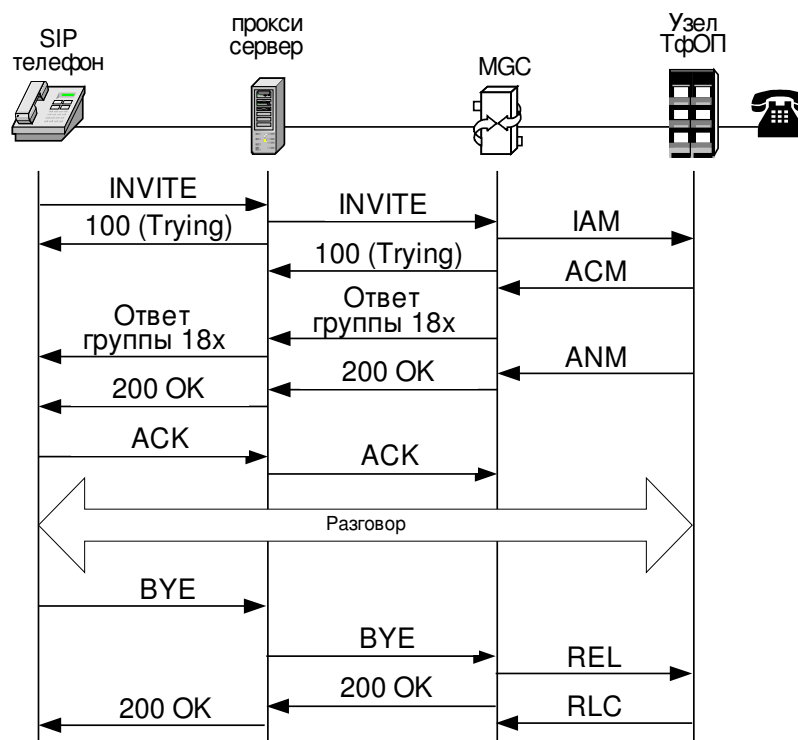 SIP
телефон
прокси
сервер
MGC
Узел
ТфОП
INVITE
INVITE
100 (Trying)
IAM
100 (Trying)
ACM
Ответ
группы 18х
Ответ
группы 18х
ANM
200 OK
200 OK
ACK
ACK
Разговор
BYE
BYE
REL
200 OK
RLC
200 OK